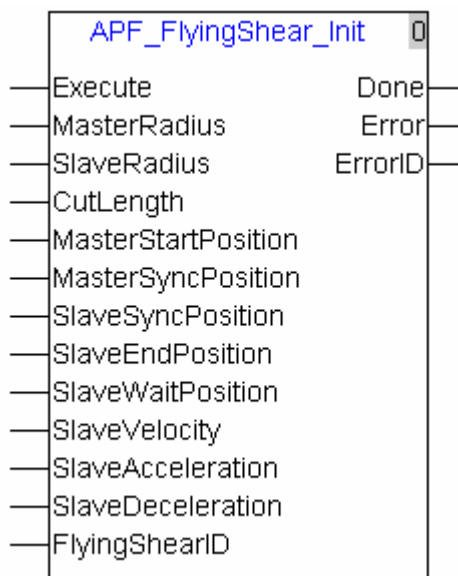 APF_FlyingShear_Init 0
Execute Done
MasterRadius Error
SlaveRadius ErrorID
CutLength
MasterStartPosition
MasterSyncPosition
SlaveSyncPosition
SlaveEndPosition
SlaveWaitPosition
SlaveVelocity
SlaveAcceleration
SlaveDeceleration
FlyingShearID